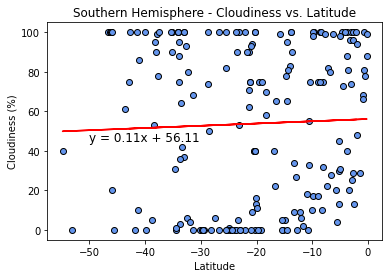 Southern Hemisphere - Cloudiness vs. Latitude
Cloudiness (%)
100
80
60
40
20
0
y = 0.11x + 56.11
−50 −40 −30 −20 −10 0
Latitude